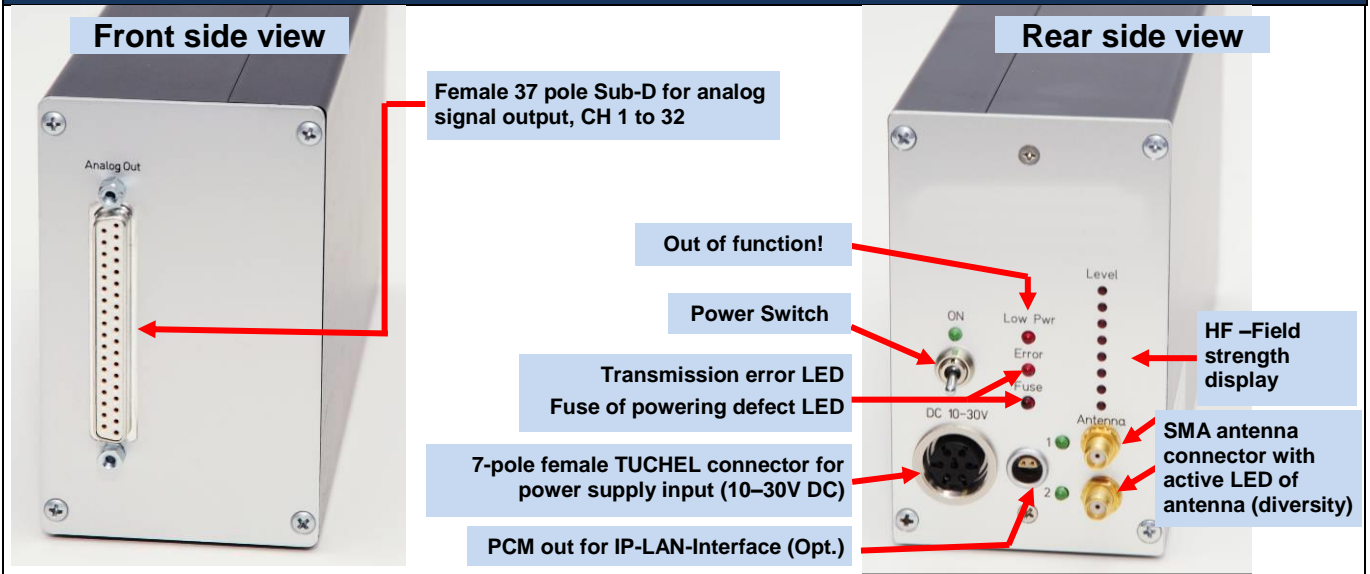 Front side view
Rear side view
Female 37 pole Sub-D for analog
signal output, CH 1 to 32
Analog Out
Out of function!
Power Switch
Transmission error LED
Fuse of powering defect LED
7-pole female TUCHEL connector for
power supply input (10–30V DC)
PCM out for IP-LAN-Interface (Opt.)
Level
ON
Low Pwr
Error
Fuse
DC 10-30V
Antenna
1
2
HF –Field
strength
display
SMA antenna
connector with
active LED of
antenna (diversity)